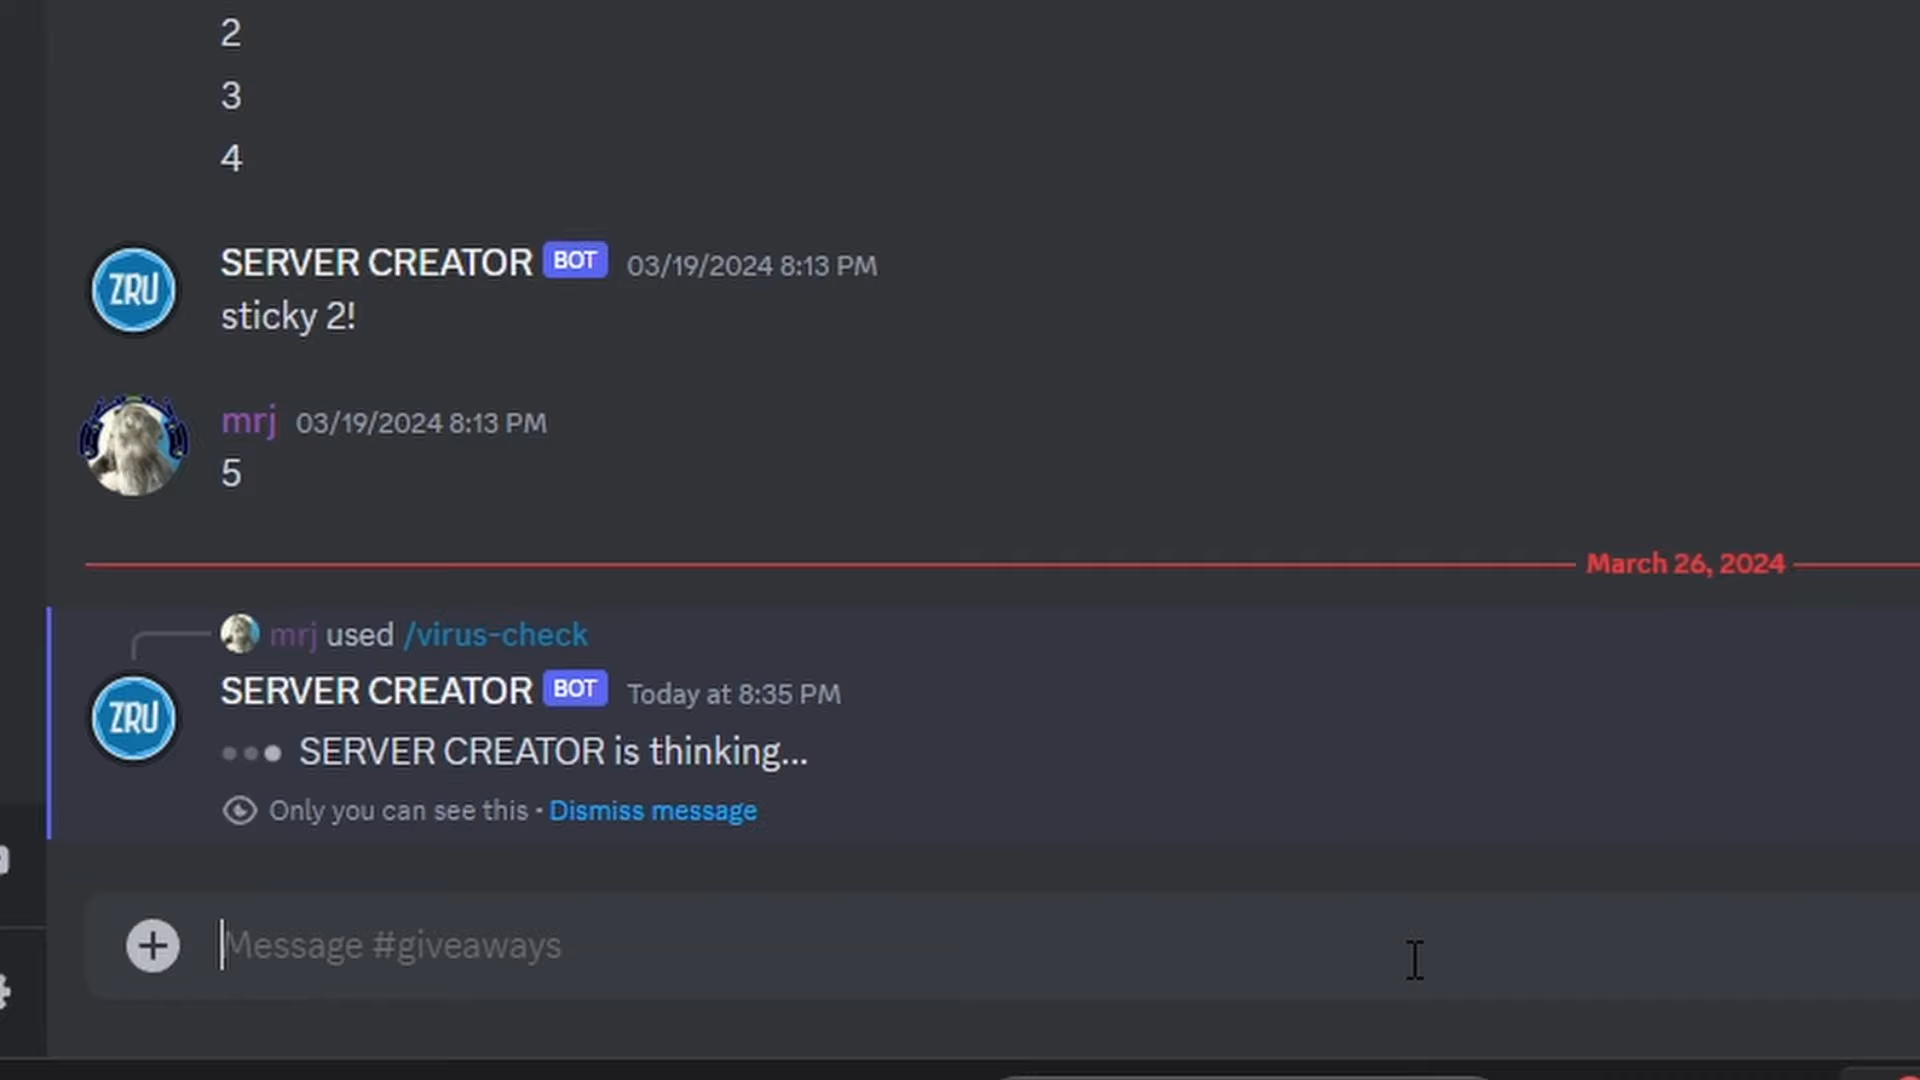 2
3
4
ZRU
SERVER CREATOR BOT 03/19/2024 8:13 PM
sticky 2!
mrj 03/19/2024 8:13 PM
5
March 26, 2024
mrj used /virus-check
ZRU
SERVER CREATOR BOT Today at 8:35 PM
SERVER CREATOR is thinking...
Only you can see this • Dismiss message
Message #giveaways